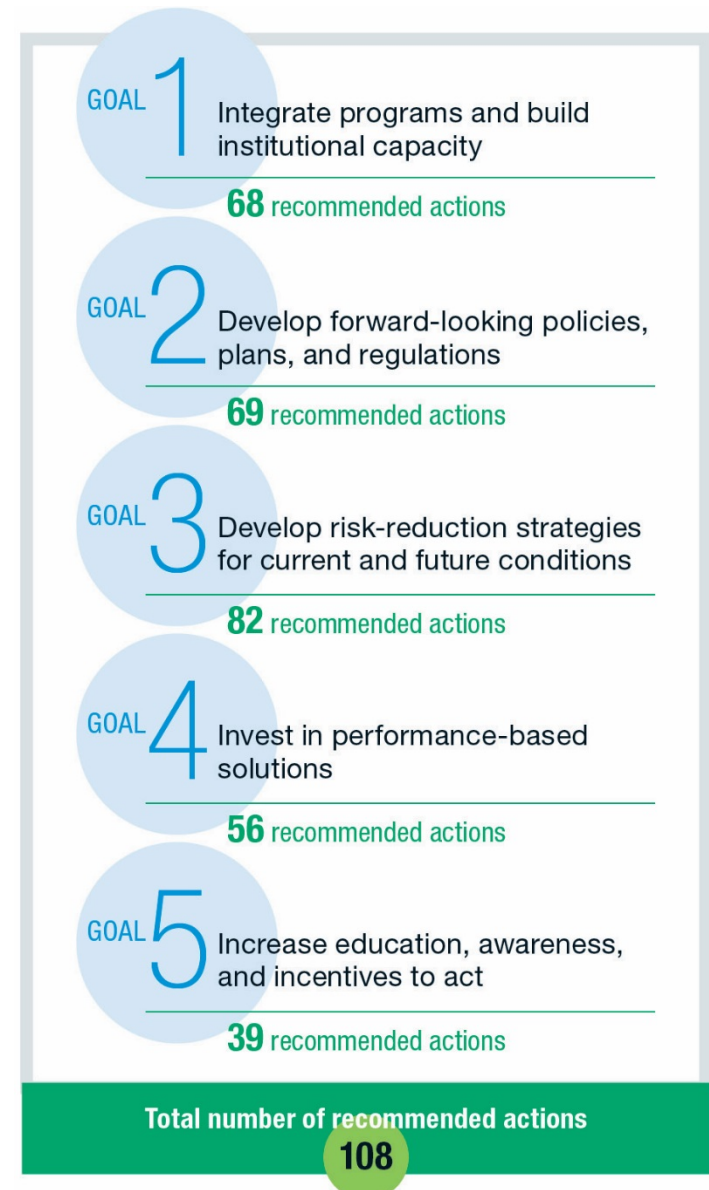 GOAL 1
Integrate programs and build
institutional capacity
68 recommended actions
GOAL 2
Develop forward-looking policies,
plans, and regulations
69 recommended actions
GOAL 3
Develop risk-reduction strategies
for current and future conditions
82 recommended actions
GOAL 4
Invest in performance-based
solutions
56 recommended actions
GOAL 5
Increase education, awareness,
and incentives to act
39 recommended actions
Total number of recommended actions
108